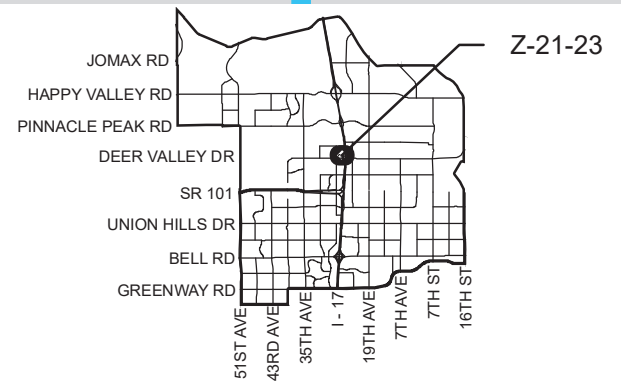 Z-21-23
JOMAX RD
HAPPY VALLEY RD
PINNACLE PEAK RD
DEER VALLEY DR
SR 101
UNION HILLS DR
BELL RD
GREENWAY RD
51ST AVE
43RD AVE
35TH AVE
I - 17
19TH AVE
7TH AVE
7TH ST
16TH ST